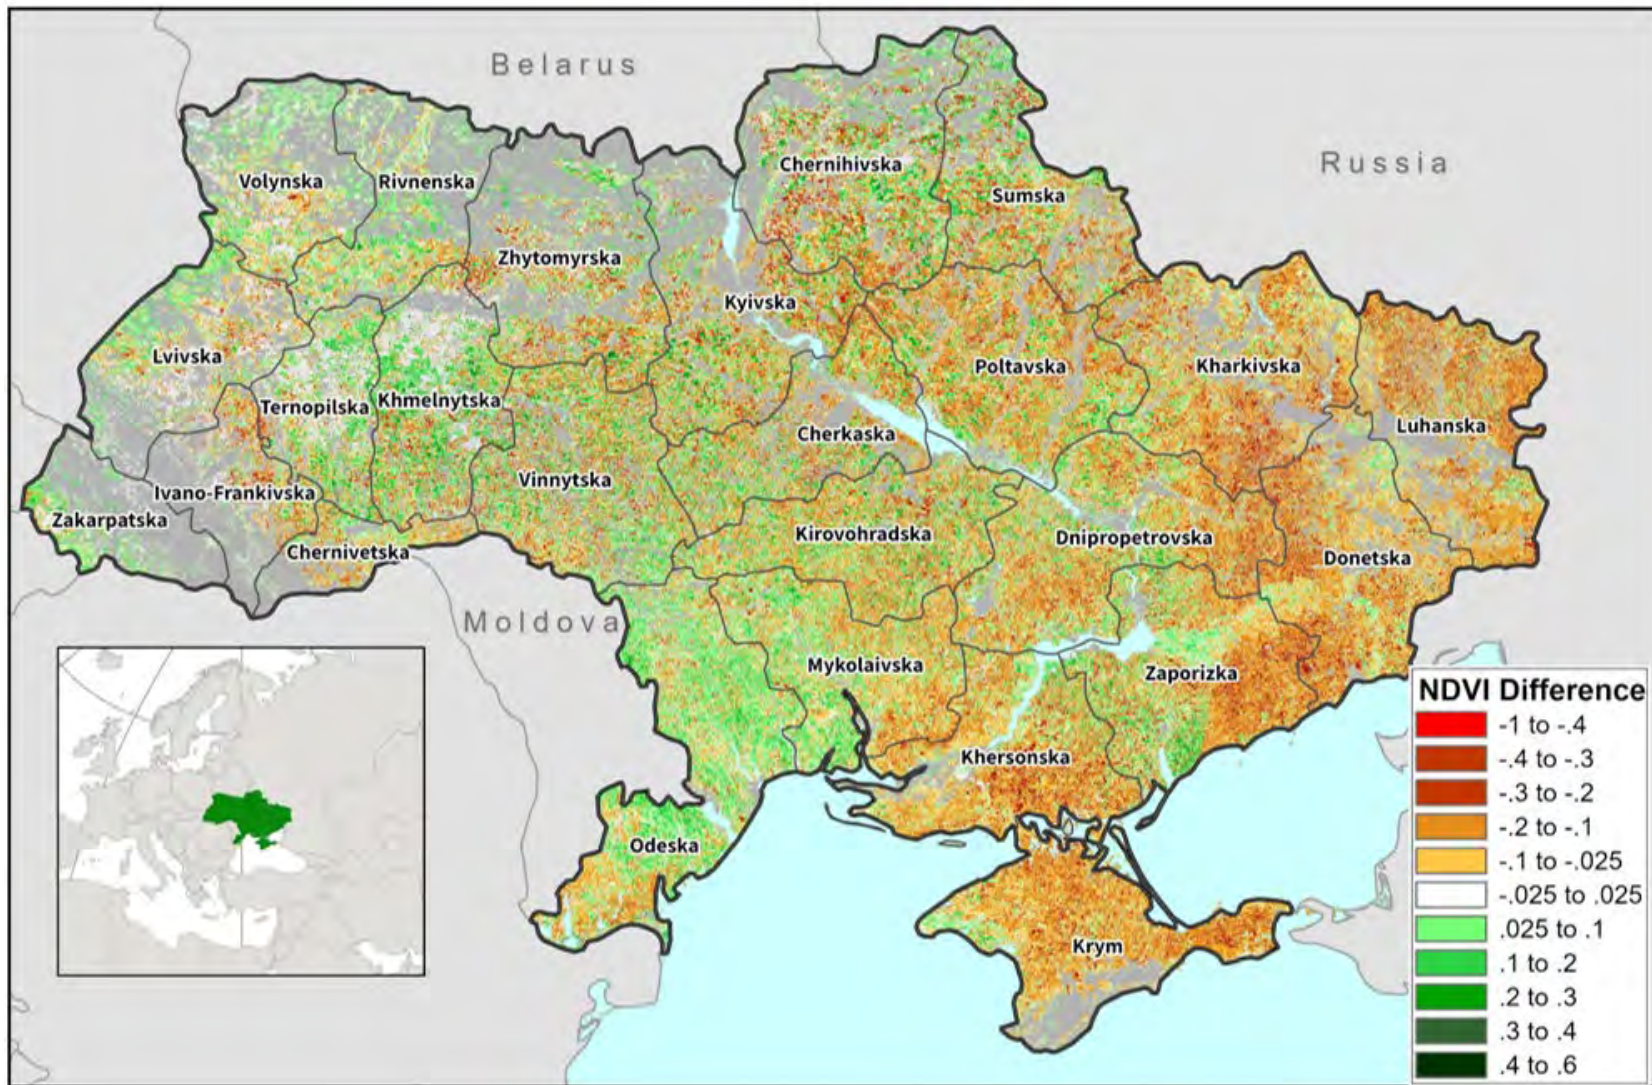 Belarus
Russia
Chernihivska
Volynska
Rivnenska
Sumska
Zhytomyrska
Kyivska
Lvivska
Poltavska
Kharkivska
Ternopilska
Khmelnytska
Luhanska
Cherkaska
Vinnytska
Ivano-Frankivska
Zakarpatska
Kirovohradska
Dnipropetrovska
Chernivetska
Donetska
Moldova
Mykolaivska
Zaporizka
Khersonska
Odeska
Krym
NDVI Difference
-1 to -.4
-.4 to -.3
-.3 to -.2
-.2 to -.1
-.1 to -.025
-.025 to .025
.025 to .1
.1 to .2
.2 to .3
.3 to .4
.4 to .6